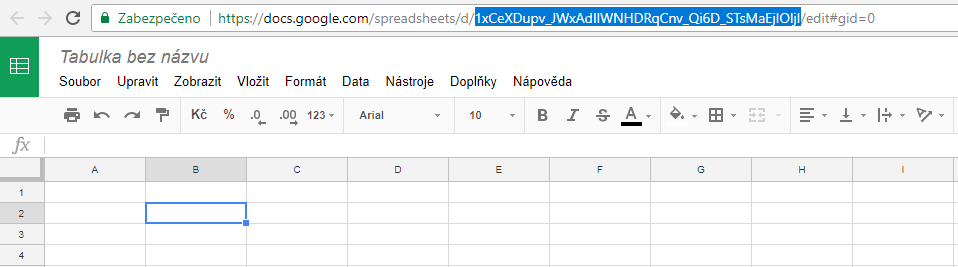 Zabezpečeno https://docs.google.com/spreadsheets/d/1xCeXDupv_JWxAdIIWNHDRqCnv_Qi6D_STsMaEjIOIjI/edit#gid=0
Tabulka bez názvu
Soubor Upravit Zobrazit Vložit Formát Data Nástroje Doplňky Nápověda
Kč % .0 .00 123 Arial 10 B I S A
fx
A B C D E F G H I
1
2
3
4